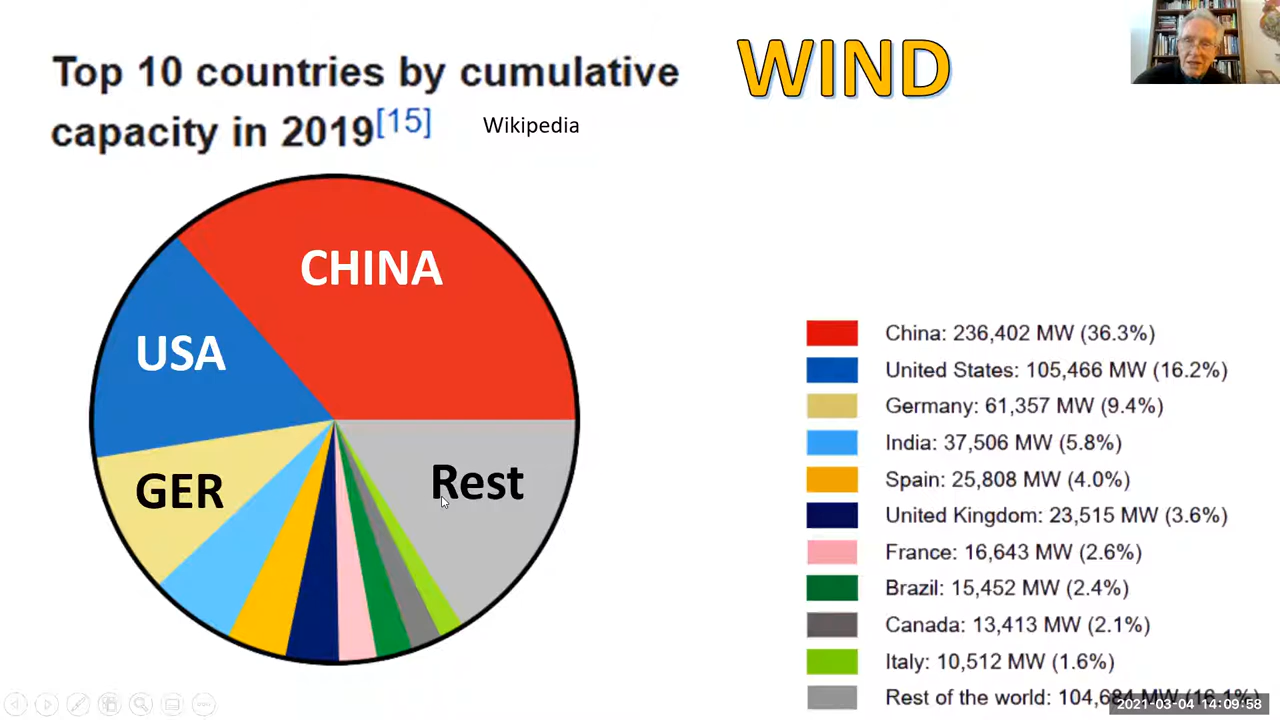 Top 10 countries by cumulative
capacity in 2019[15]
Wikipedia
WIND
CHINA
USA
GER
Rest
China: 236,402 MW (36.3%)
United States: 105,466 MW (16.2%)
Germany: 61,357 MW (9.4%)
India: 37,506 MW (5.8%)
Spain: 25,808 MW (4.0%)
United Kingdom: 23,515 MW (3.6%)
France: 16,643 MW (2.6%)
Brazil: 15,452 MW (2.4%)
Canada: 13,413 MW (2.1%)
Italy: 10,512 MW (1.6%)
Rest of the world: 104,684 MW (16.1%)
2021-03-04 14:09:58